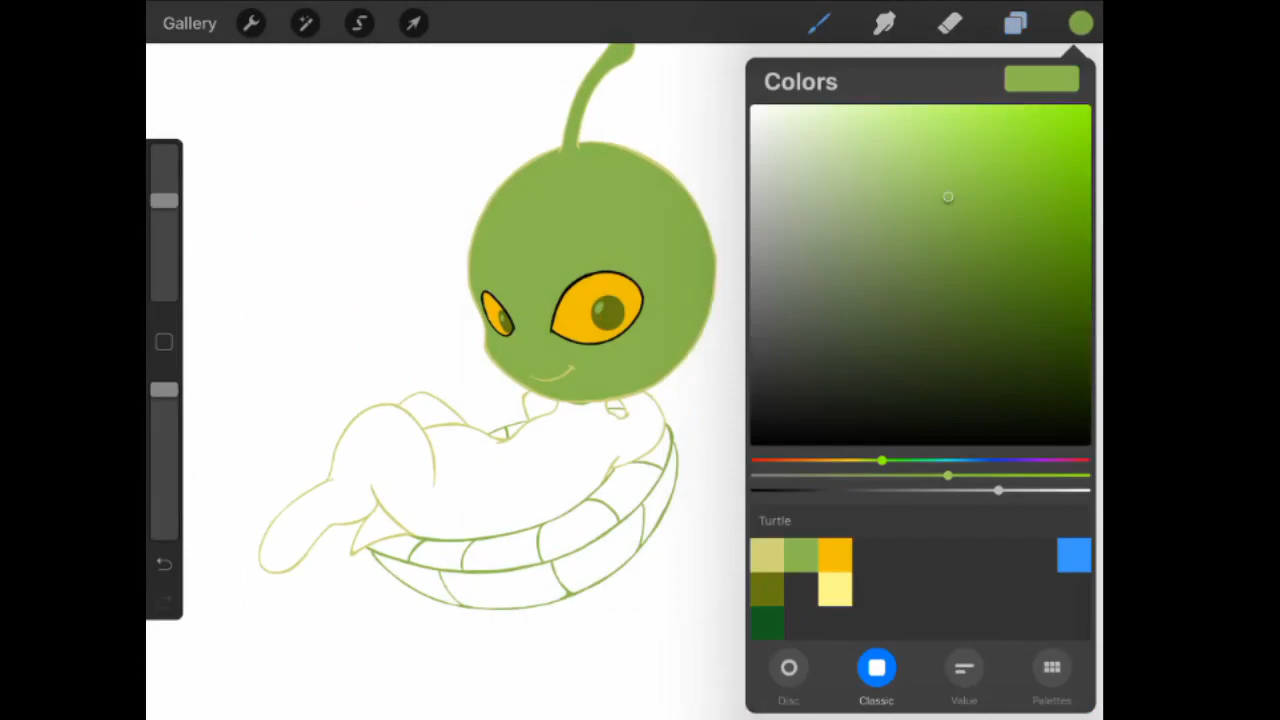 Gallery
Colors
Turtle
Disc
Classic
Value
Palettes